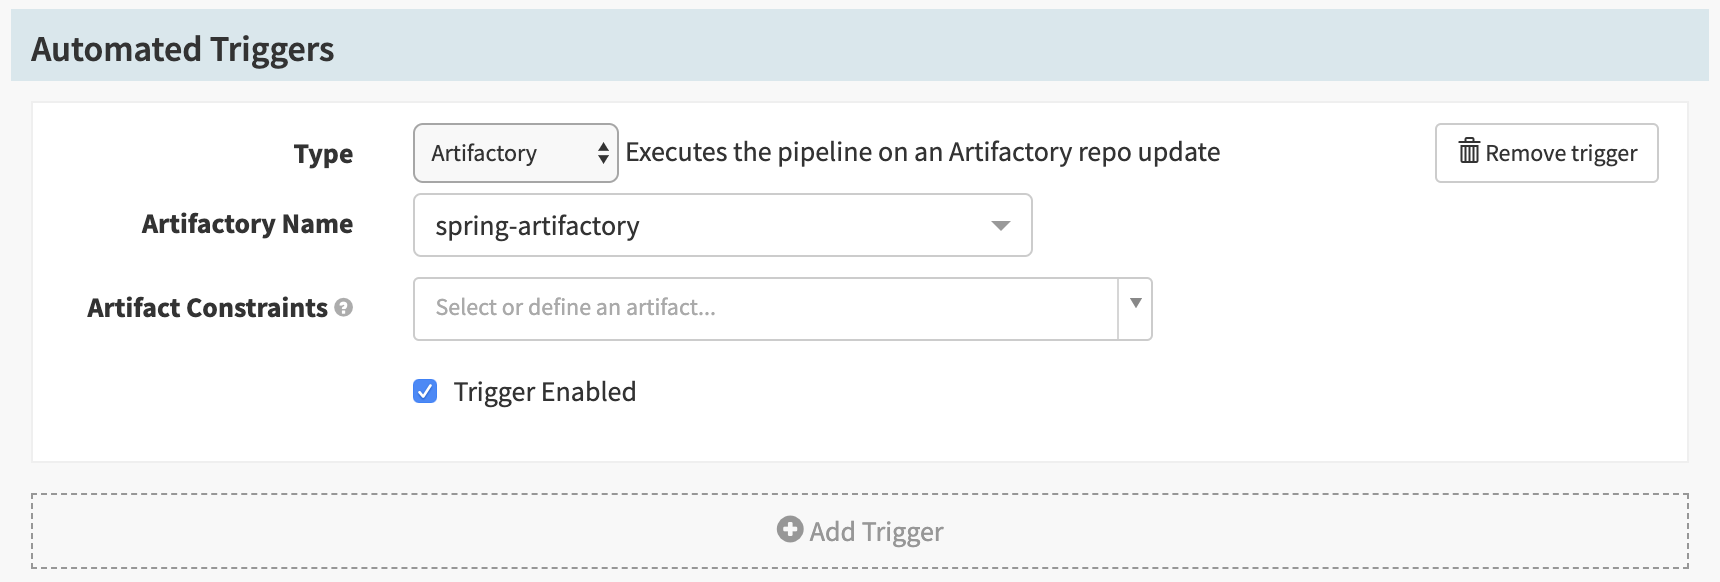 Automated Triggers
Type
Artifactory
Executes the pipeline on an Artifactory repo update
Remove trigger
Artifactory Name
spring-artifactory
Artifact Constraints ?
Select or define an artifact...
Trigger Enabled
Add Trigger